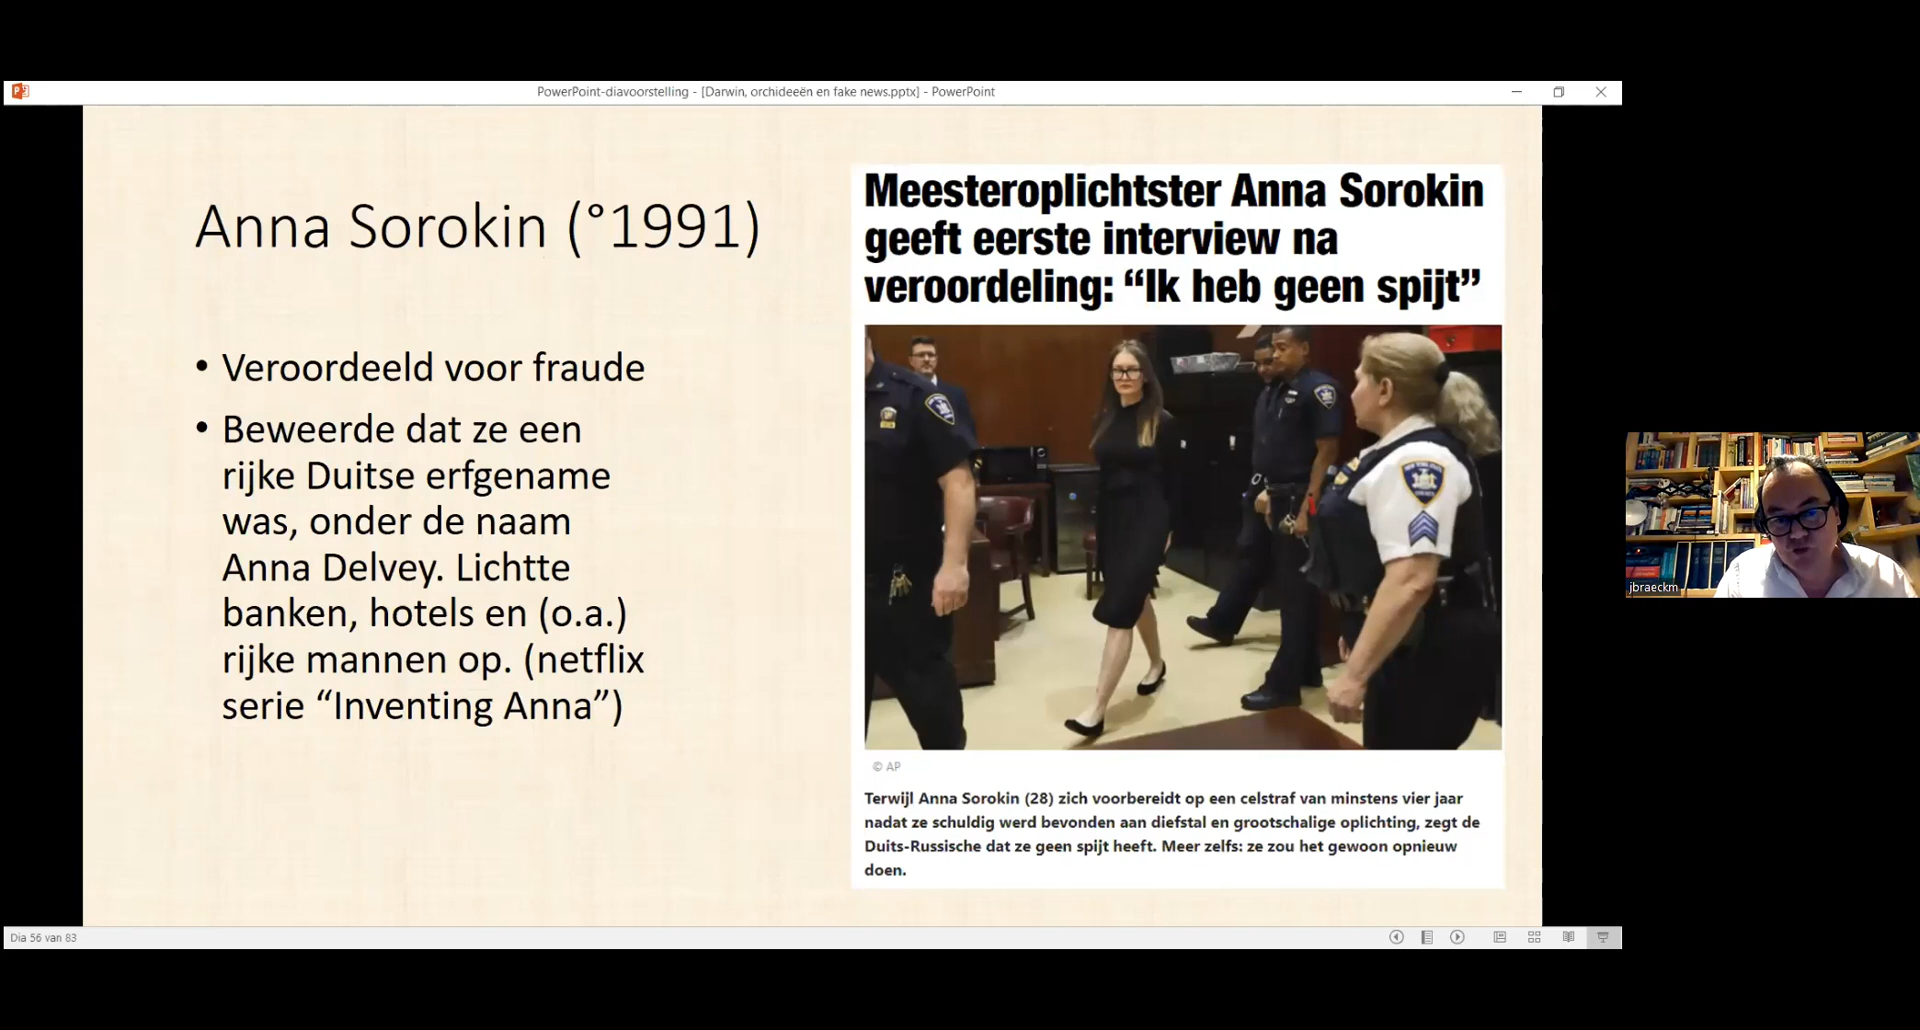 PowerPoint-diavoorstelling - [Darwin, orchideeën en fake news.pptx] - PowerPoint
Anna Sorokin (°1991)
• Veroordeeld voor fraude
• Beweerde dat ze een
rijke Duitse erfgename
was, onder de naam
Anna Delvey. Lichtte
banken, hotels en (o.a.)
rijke mannen op. (netflix
serie “Inventing Anna”)
Meesteroplichtster Anna Sorokin
geeft eerste interview na
veroordeling: “Ik heb geen spijt”
© AP
Terwijl Anna Sorokin (28) zich voorbereidt op een celstraf van minstens vier jaar
nadat ze schuldig werd bevonden aan diefstal en grootschalige oplichting, zegt de
Duits-Russische dat ze geen spijt heeft. Meer zelfs: ze zou het gewoon opnieuw
doen.
jbraeckm
Dia 56 van 83